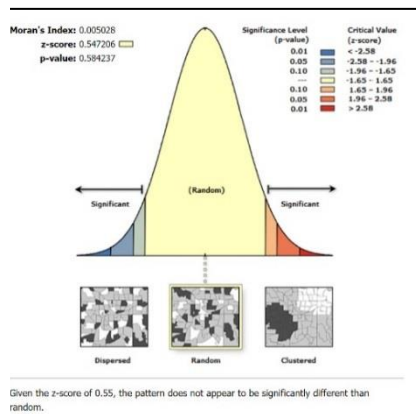 Moran's Index: 0.005028
z-score: 0.547206
p-value: 0.584237
Significance Level
(p-value)
Critical Value
(z-score)
0.01 < -2.58
0.05 -2.58 - -1.96
0.10 -1.96 - -1.65
--- -1.65 - 1.65
0.10 1.65 - 1.96
0.05 1.96 - 2.58
0.01 > 2.58
(Random)
Significant
Significant
Dispersed
Random
Clustered
Given the z-score of 0.55, the pattern does not appear to be significantly different than
random.